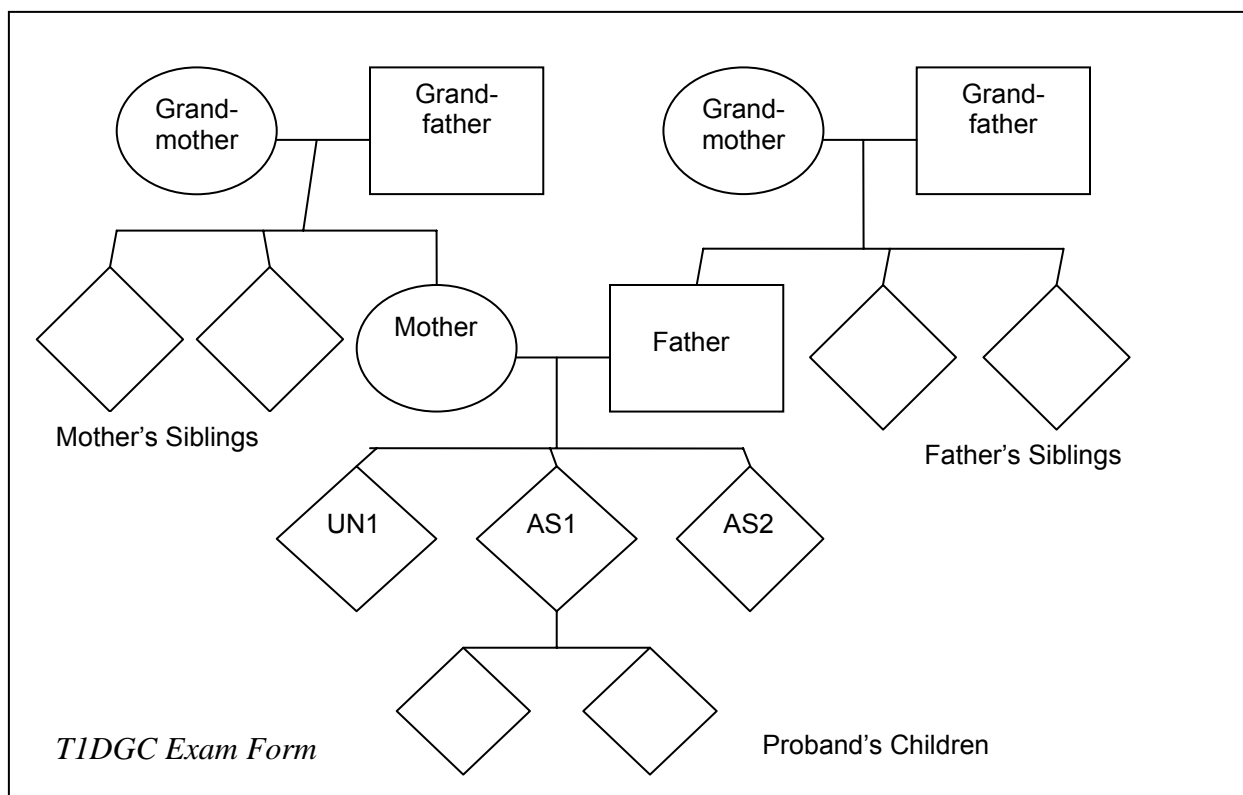 Grand-
mother
Grand-
father
Grand-
mother
Grand-
father
Mother
Father
Mother's Siblings
Father's Siblings
UN1
AS1
AS2
T1DGC Exam Form
Proband's Children